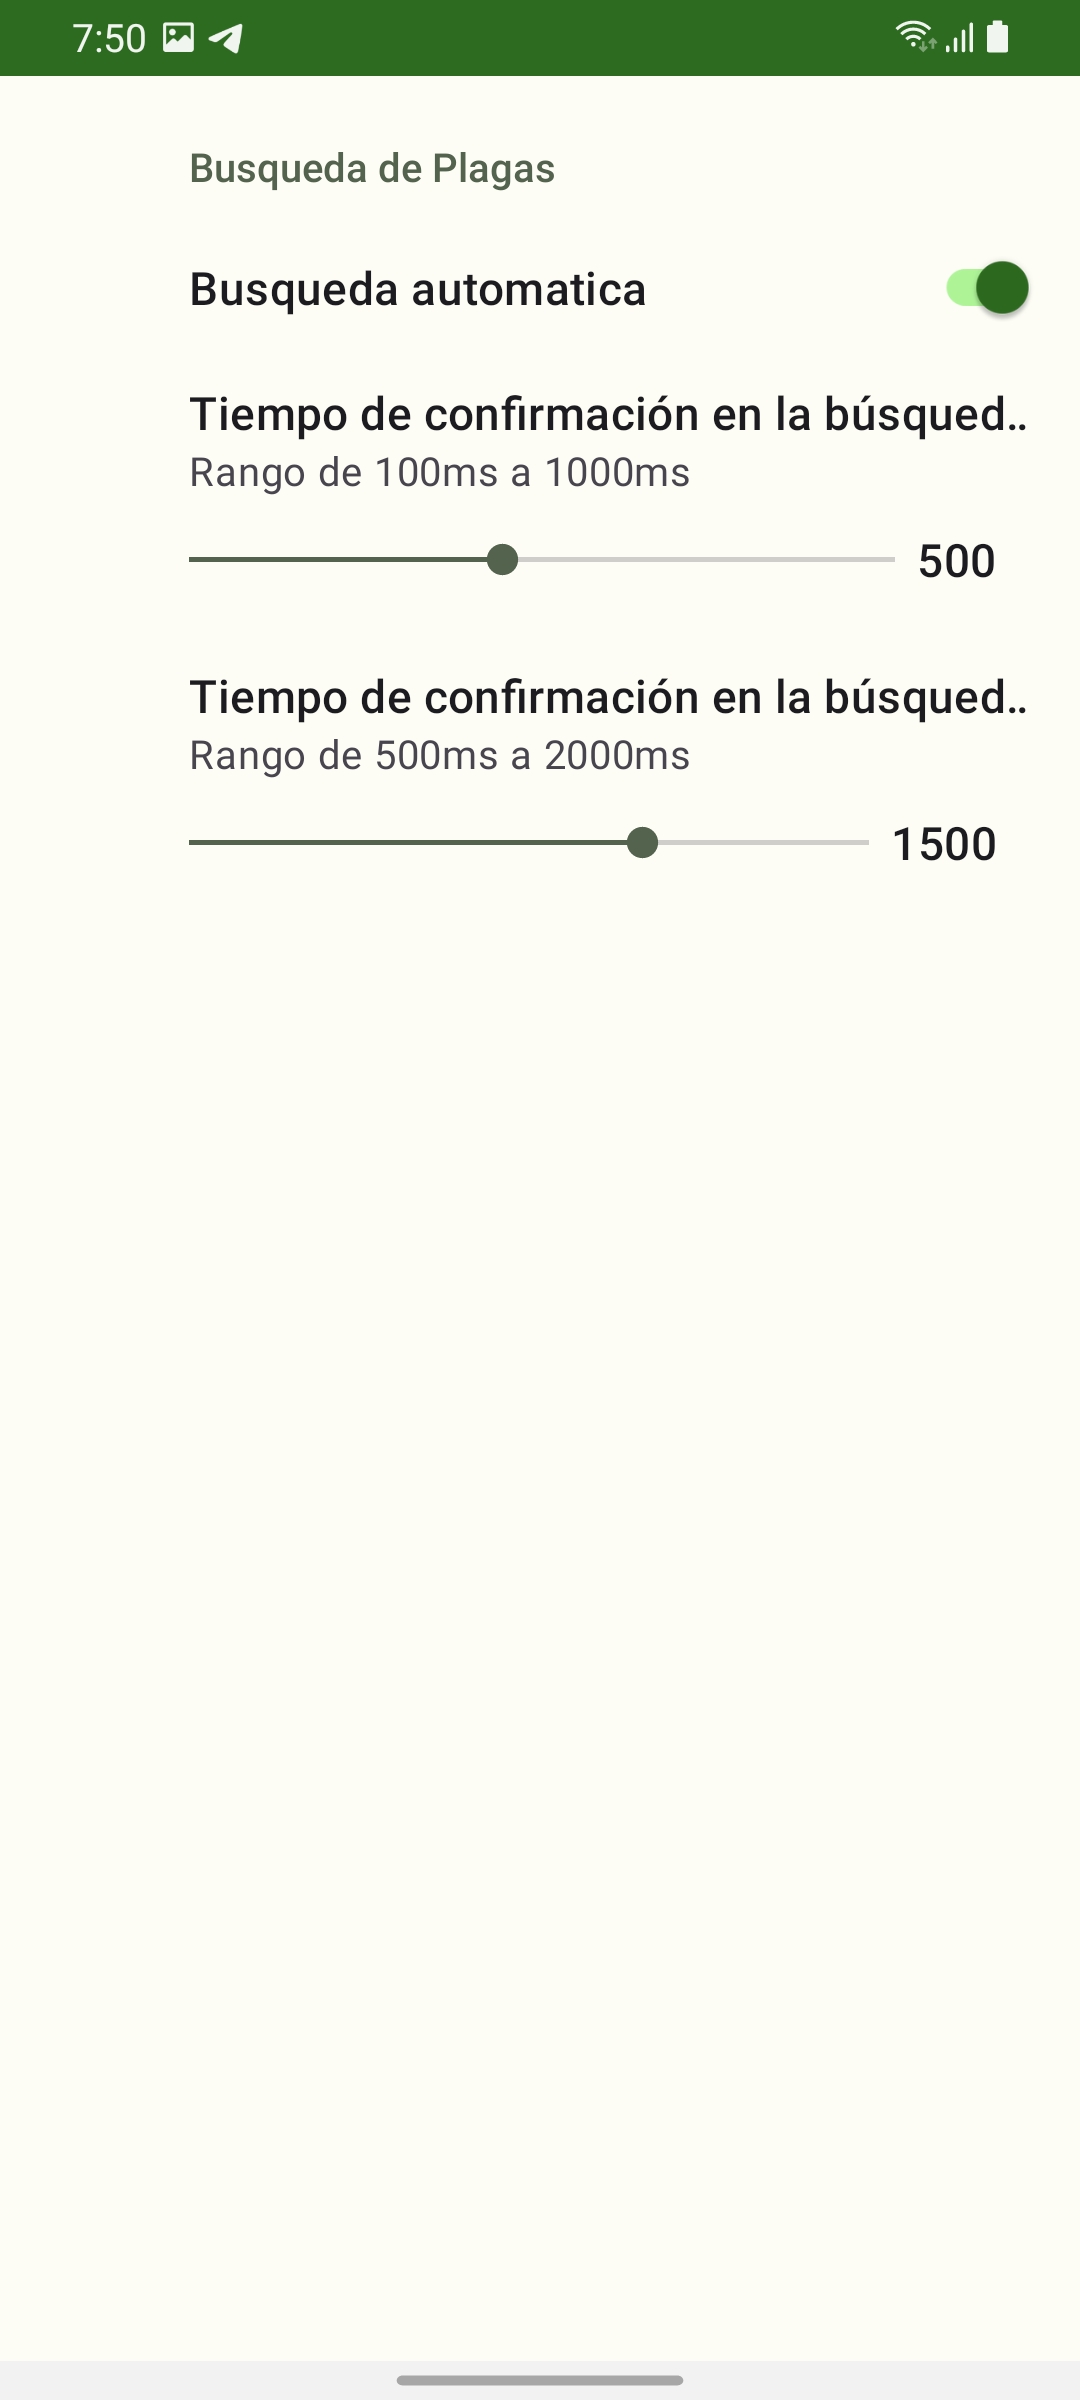 7:50
Busqueda de Plagas
Busqueda automatica
Tiempo de confirmación en la búsqued..
Rango de 100ms a 1000ms
500
Tiempo de confirmación en la búsqued..
Rango de 500ms a 2000ms
1500